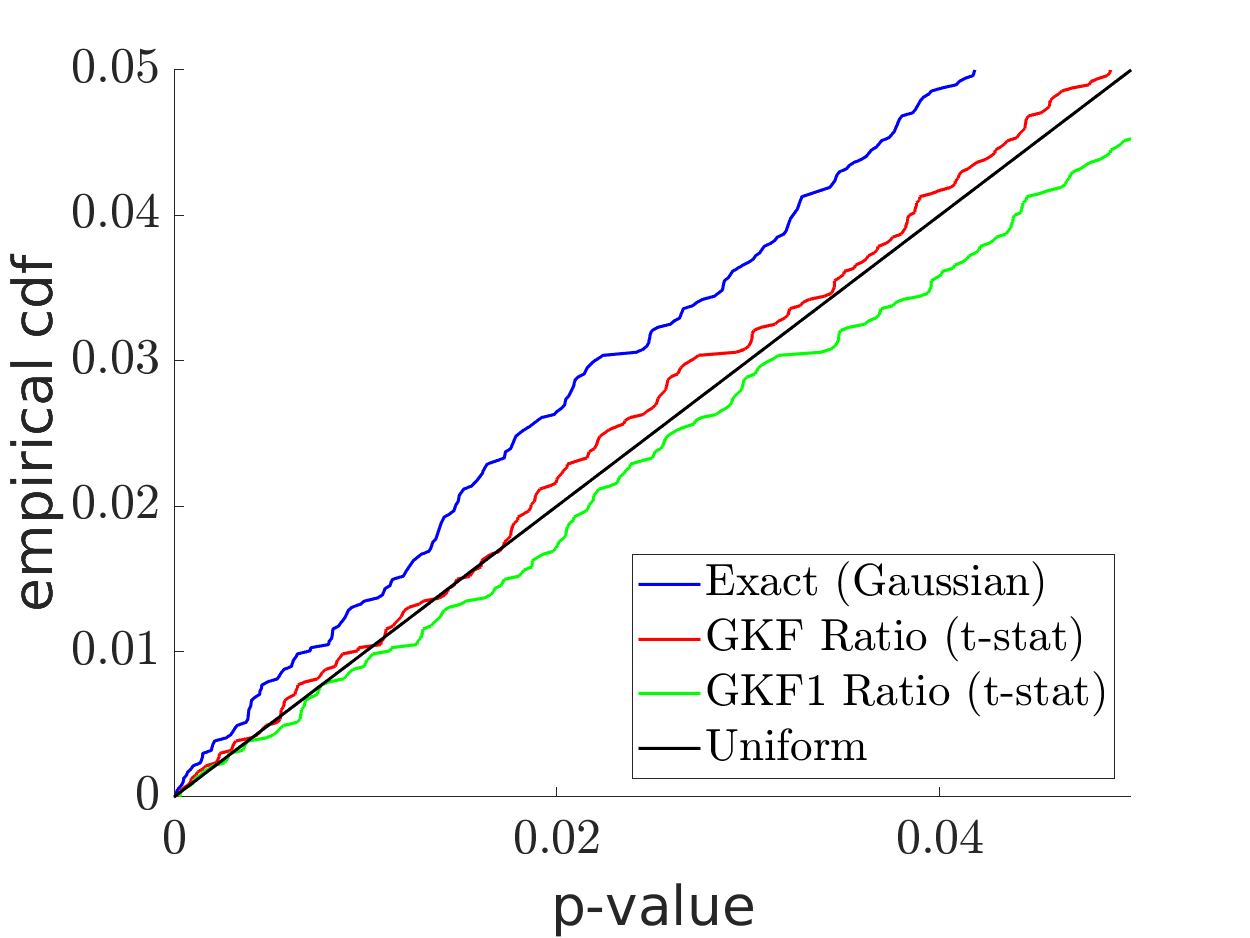 0.05
0.04
0.03
0.02
0.01
0
0
0.02
0.04
empirical cdf
p-value
Exact (Gaussian)
GKF Ratio (t-stat)
GKF1 Ratio (t-stat)
Uniform